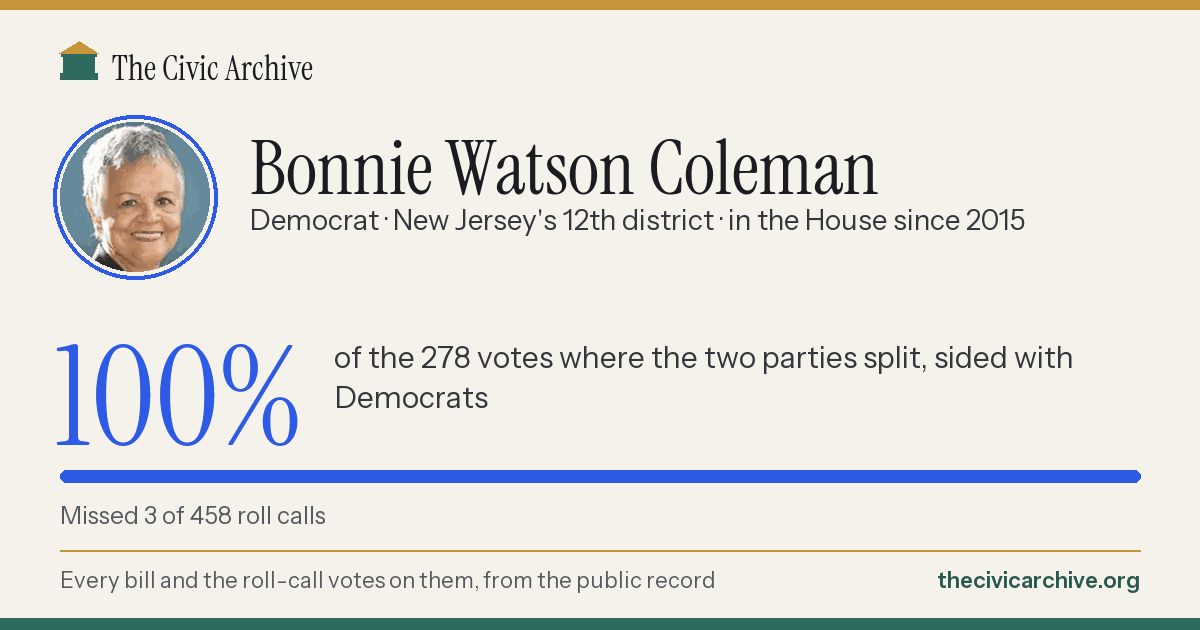 The Civic Archive
Bonnie Watson Coleman
Democrat · New Jersey's 12th district · in the House since 2015
100%
of the 278 votes where the two parties split, sided with
Democrats
Missed 3 of 458 roll calls
Every bill and the roll-call votes on them, from the public record
thecivicarchive.org